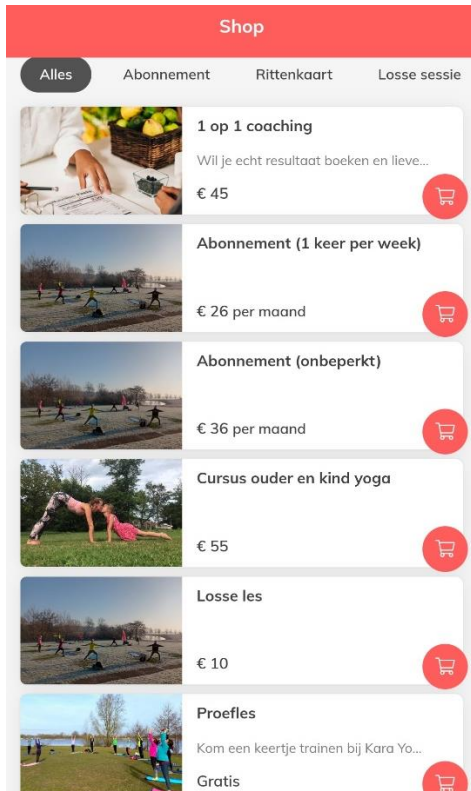 Shop
Alles Abonnement Rittenkaart Losse sessie
1 op 1 coaching
Wil je echt resultaat boeken en lieve...
€ 45
Abonnement (1 keer per week)
€ 26 per maand
Abonnement (onbeperkt)
€ 36 per maand
Cursus ouder en kind yoga
€ 55
Losse les
€ 10
Proefles
Kom een keertje trainen bij Kara Yo...
Gratis